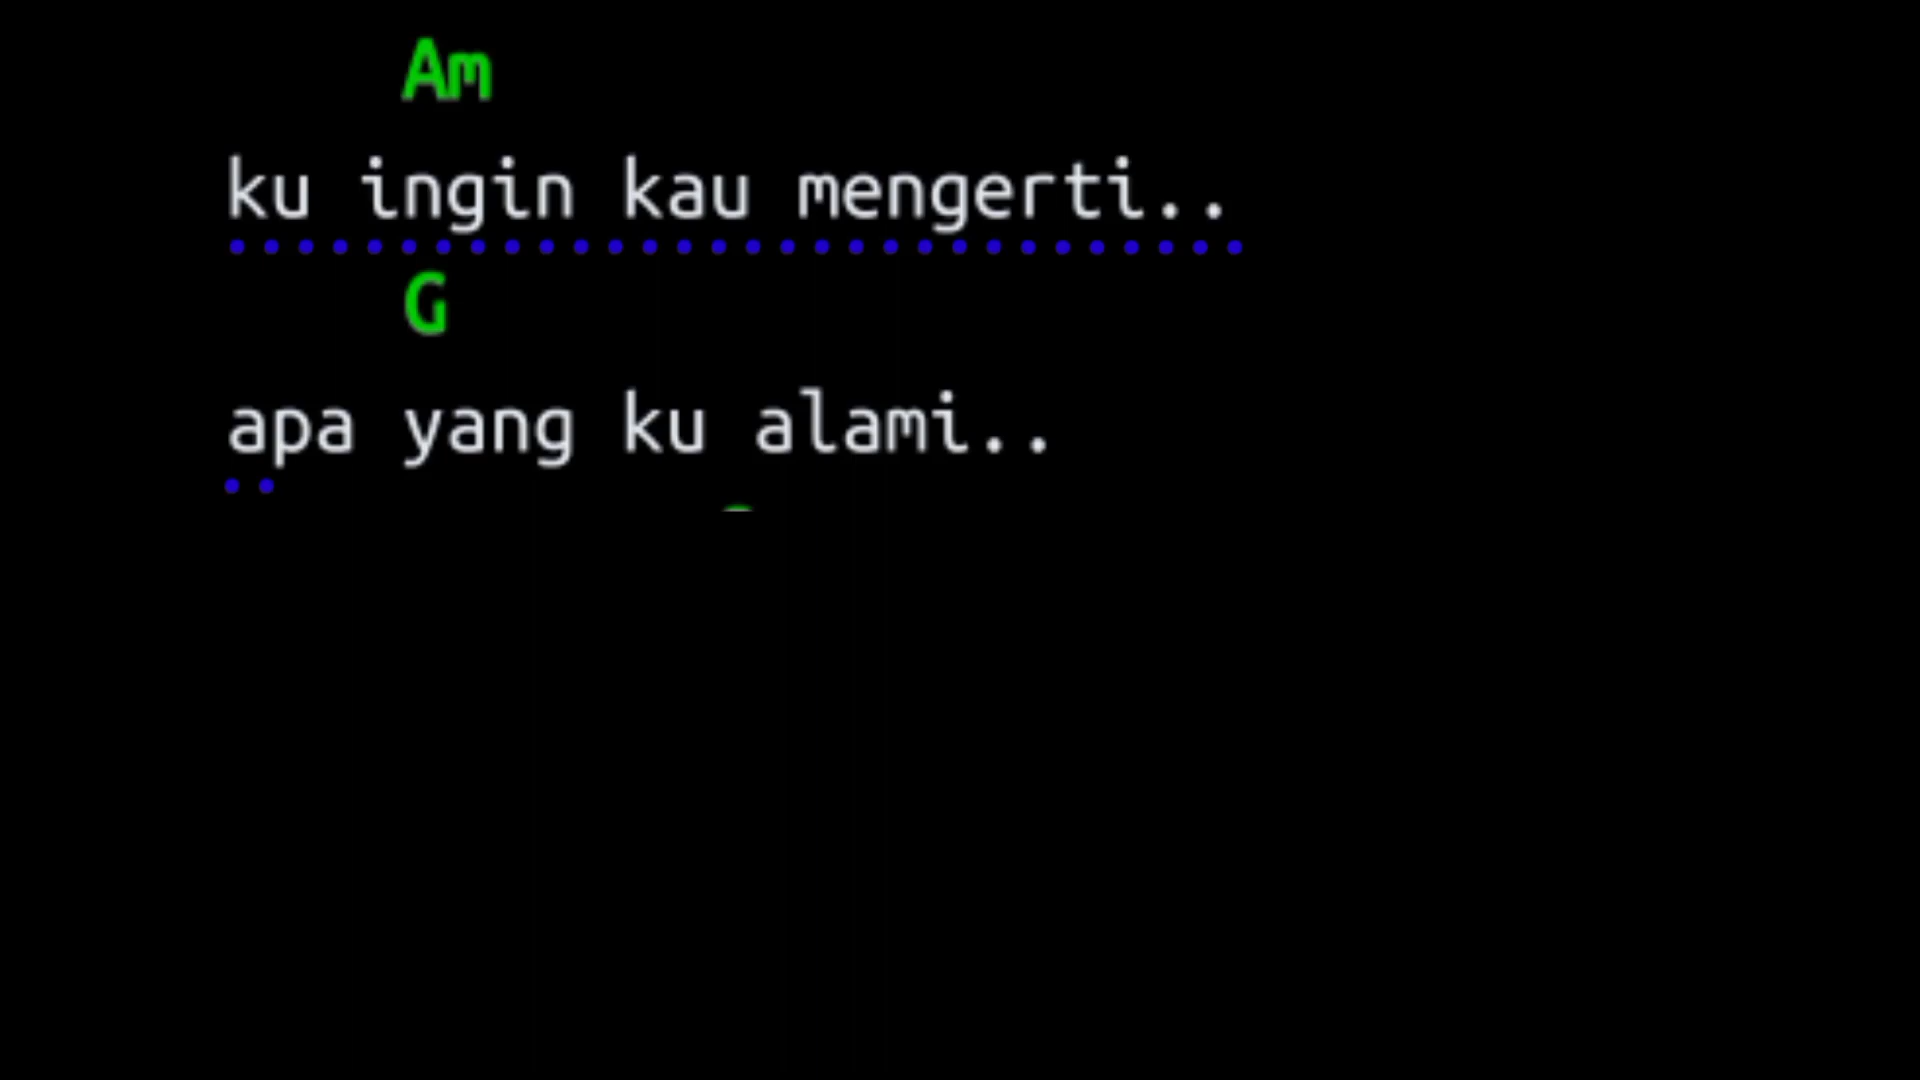 Am
ku ingin kau mengerti..
G
apa yang ku alami..